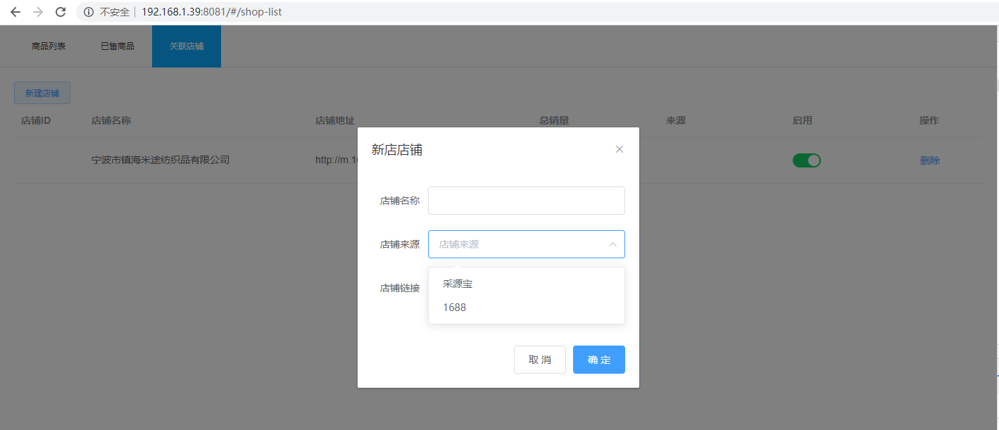 不安全 192.168.1.39:8081/#/shop-list
商品列表 已售商品 关联店铺
新建店铺
店铺ID 店铺名称 店铺地址 总销量 来源 启用 操作
宁波市镇海米途纺织品有限公司 http://m.16 删除
新店店铺
店铺名称
店铺来源 店铺来源
店铺链接
采源宝
1688
取 消 确 定